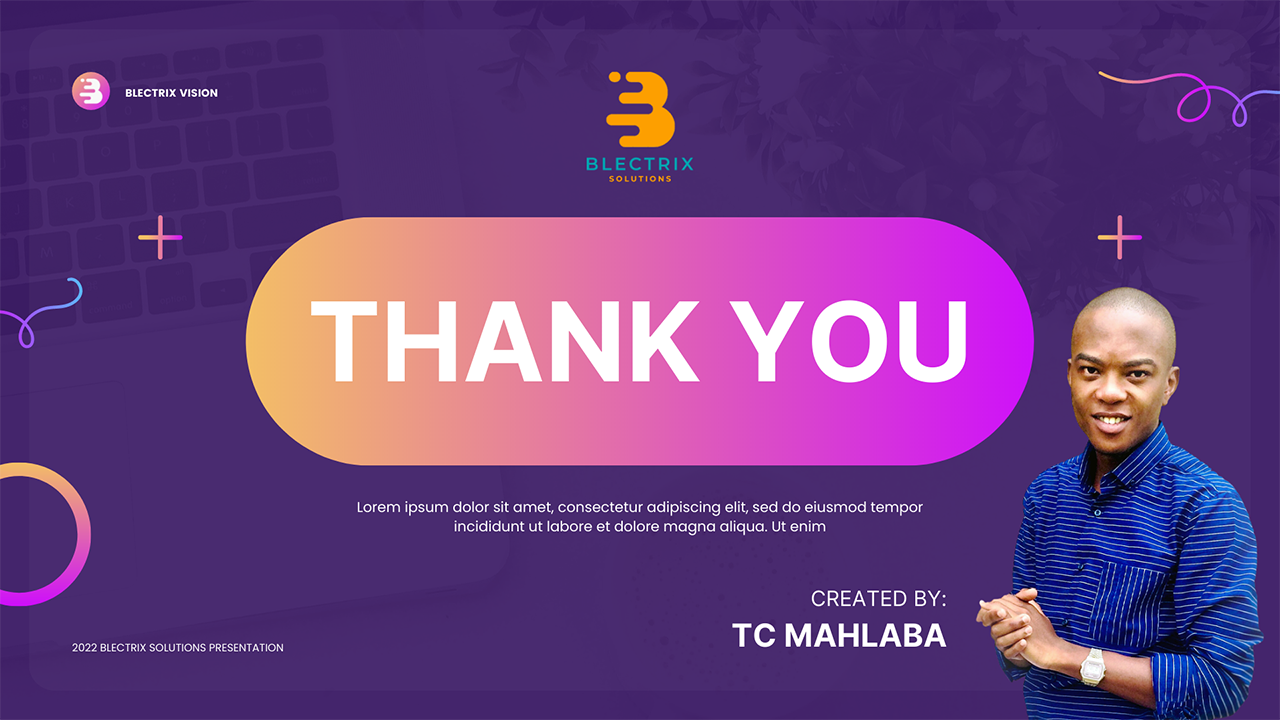 BLECTRIX VISION
BLECTRIX
SOLUTIONS
THANK YOU
Lorem ipsum dolor sit amet, consectetur adipiscing elit, sed do eiusmod tempor
incididunt ut labore et dolore magna aliqua. Ut enim
CREATED BY:
TC MAHLABA
2022 BLECTRIX SOLUTIONS PRESENTATION